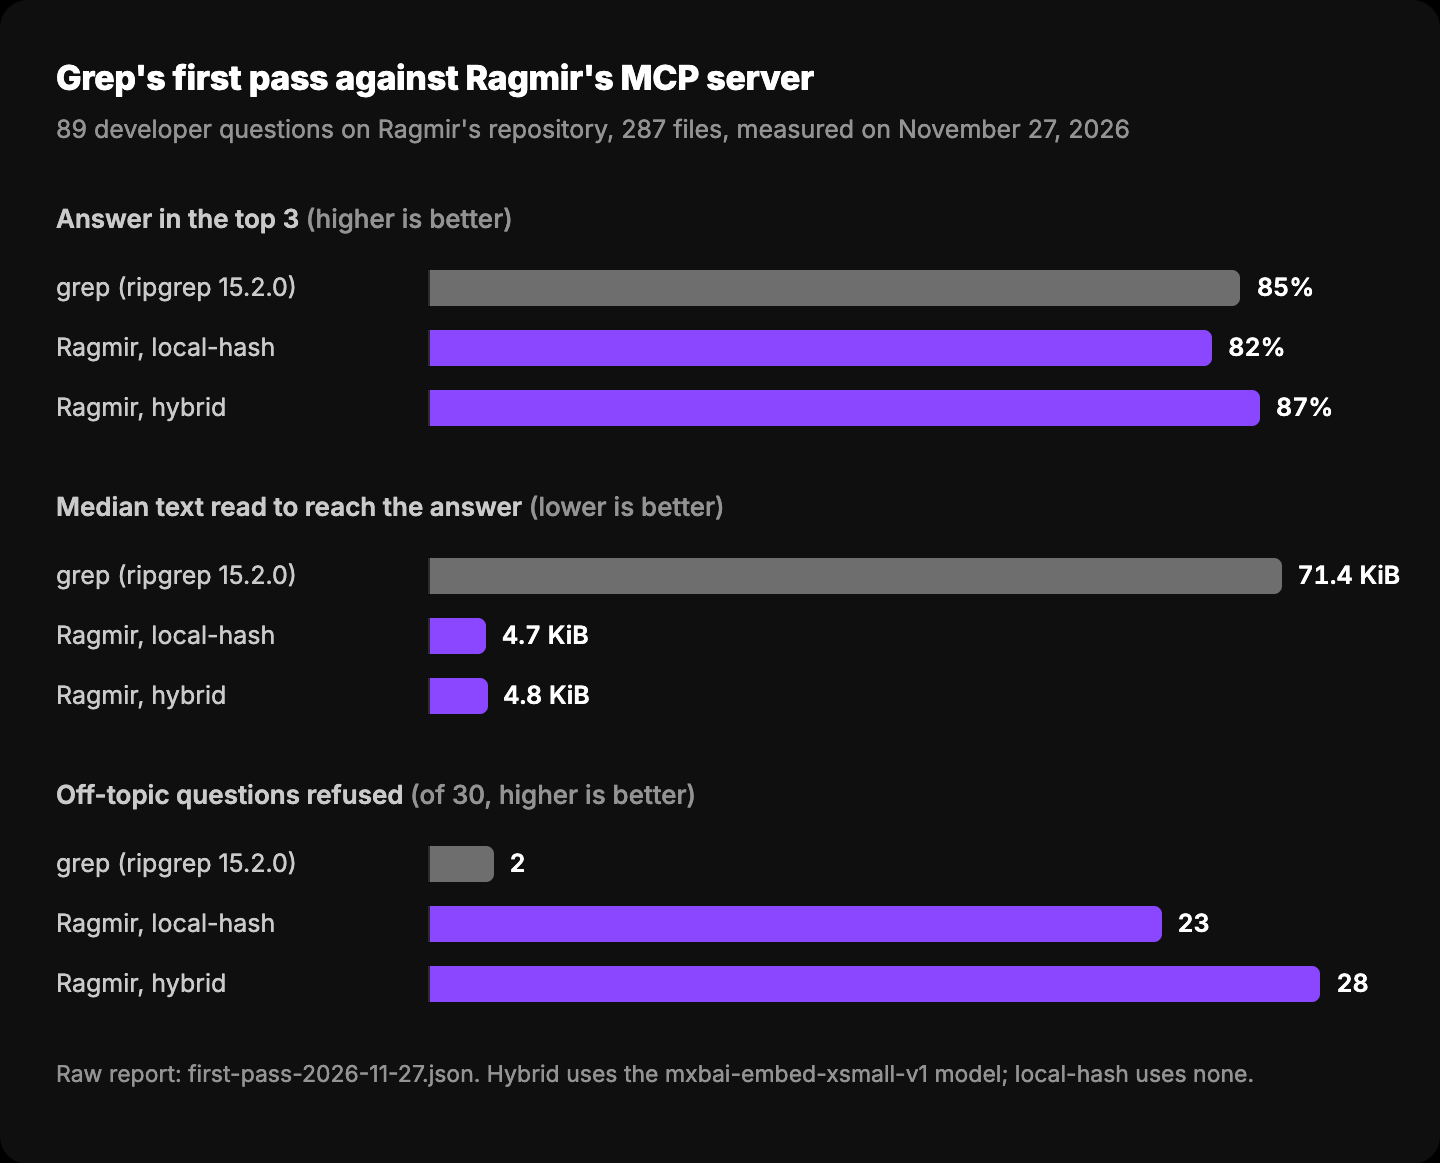 Grep's first pass against Ragmir's MCP server
89 developer questions on Ragmir's repository, 287 files, measured on November 27, 2026
Answer in the top 3 (higher is better)
grep (ripgrep 15.2.0) 85%
Ragmir, local-hash 82%
Ragmir, hybrid 87%
Median text read to reach the answer (lower is better)
grep (ripgrep 15.2.0) 71.4 KiB
Ragmir, local-hash 4.7 KiB
Ragmir, hybrid 4.8 KiB
Off-topic questions refused (of 30, higher is better)
grep (ripgrep 15.2.0) 2
Ragmir, local-hash 23
Ragmir, hybrid 28
Raw report: first-pass-2026-11-27.json. Hybrid uses the mxbai-embed-xsmall-v1 model; local-hash uses none.